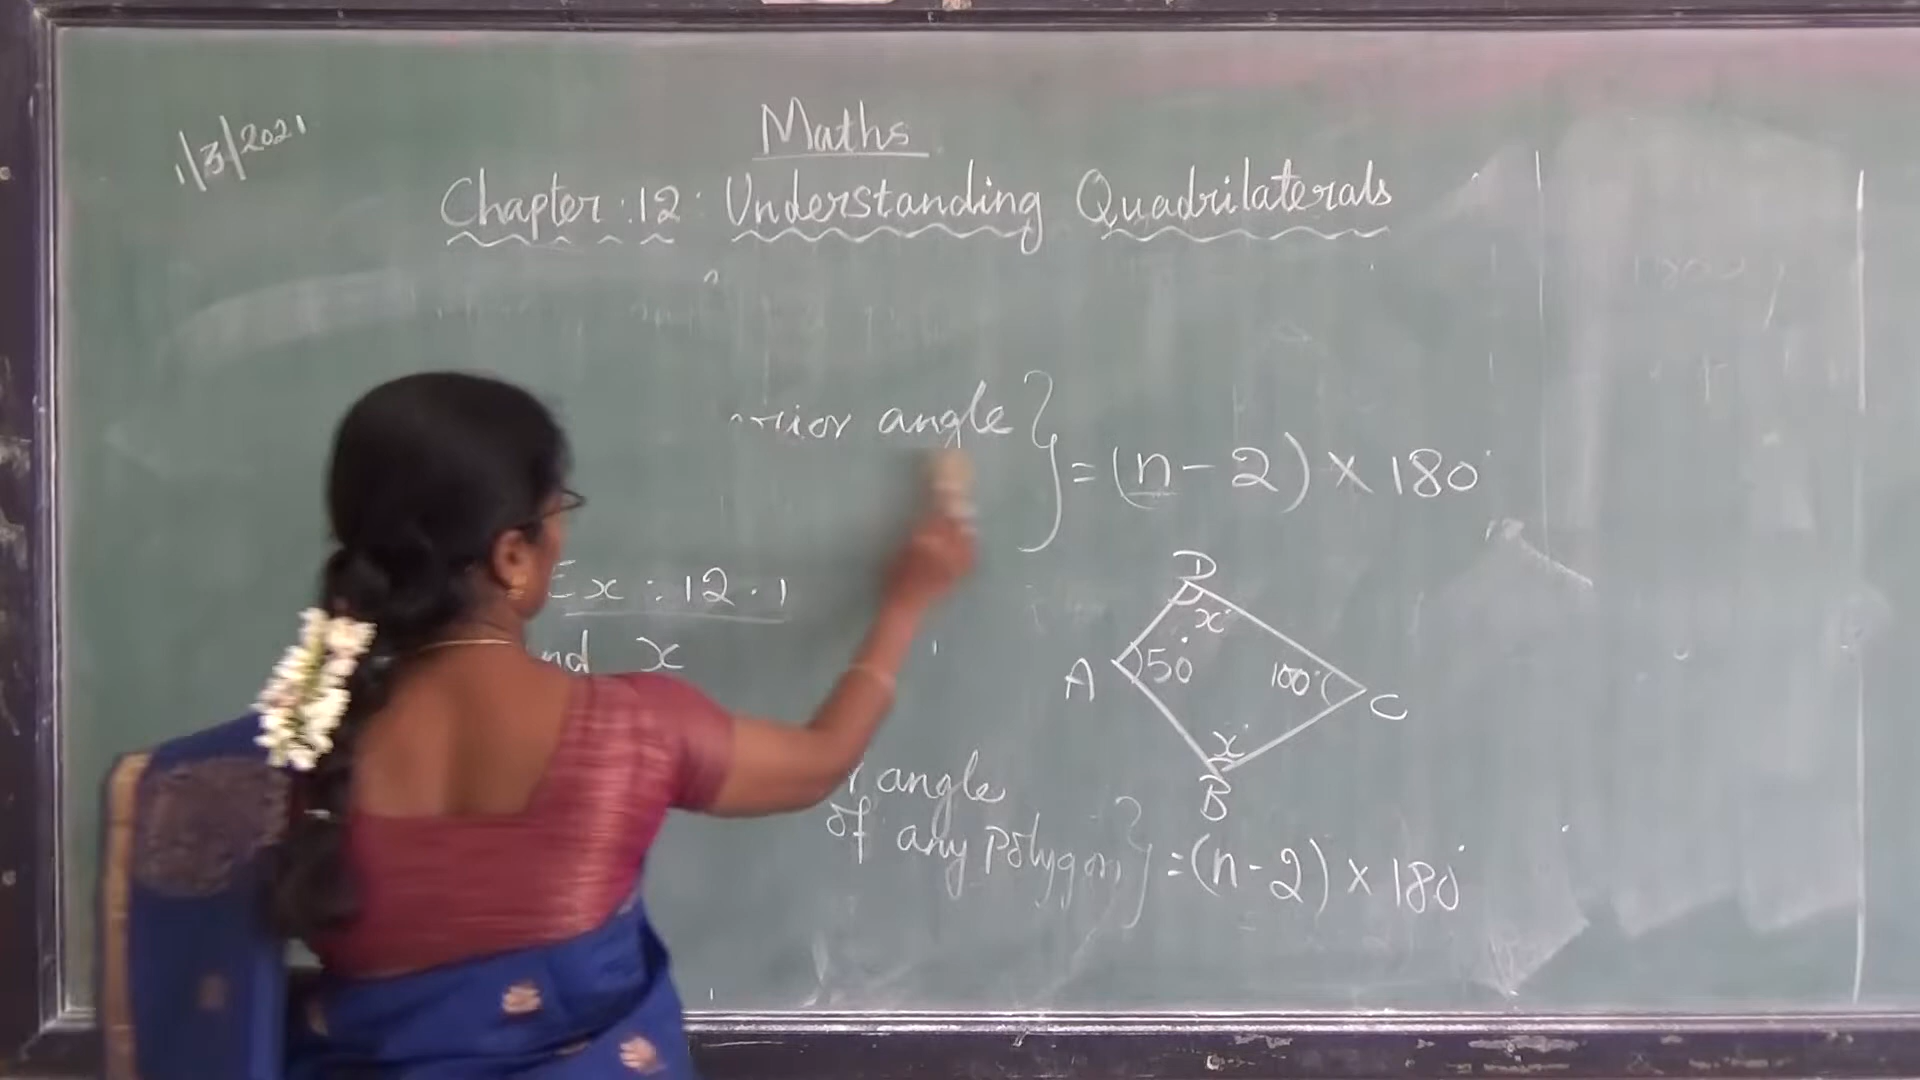 1/3/2021
Maths
Chapter:12: Understanding Quadrilaterals
angle } = (n-2) × 180°
Ex: 12.1
x
D
x°
A 50° 100° C
x°
B
angle
of any polygon } = (n-2) × 180°